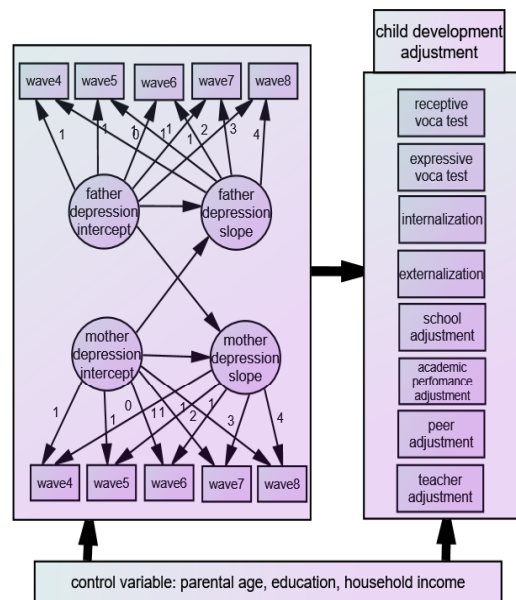 child development
adjustment
wave4 wave5 wave6 wave7 wave8
1 1 1 0 1 1 1 2 3 4
father
depression
intercept
father
depression
slope
mother
depression
intercept
mother
depression
slope
1 1 0 1 1 1 2 1 3 4
wave4 wave5 wave6 wave7 wave8
receptive
voca test
expressive
voca test
internalization
externalization
school
adjustment
academic
perfomance
adjustment
peer
adjustment
teacher
adjustment
control variable: parental age, education, household income